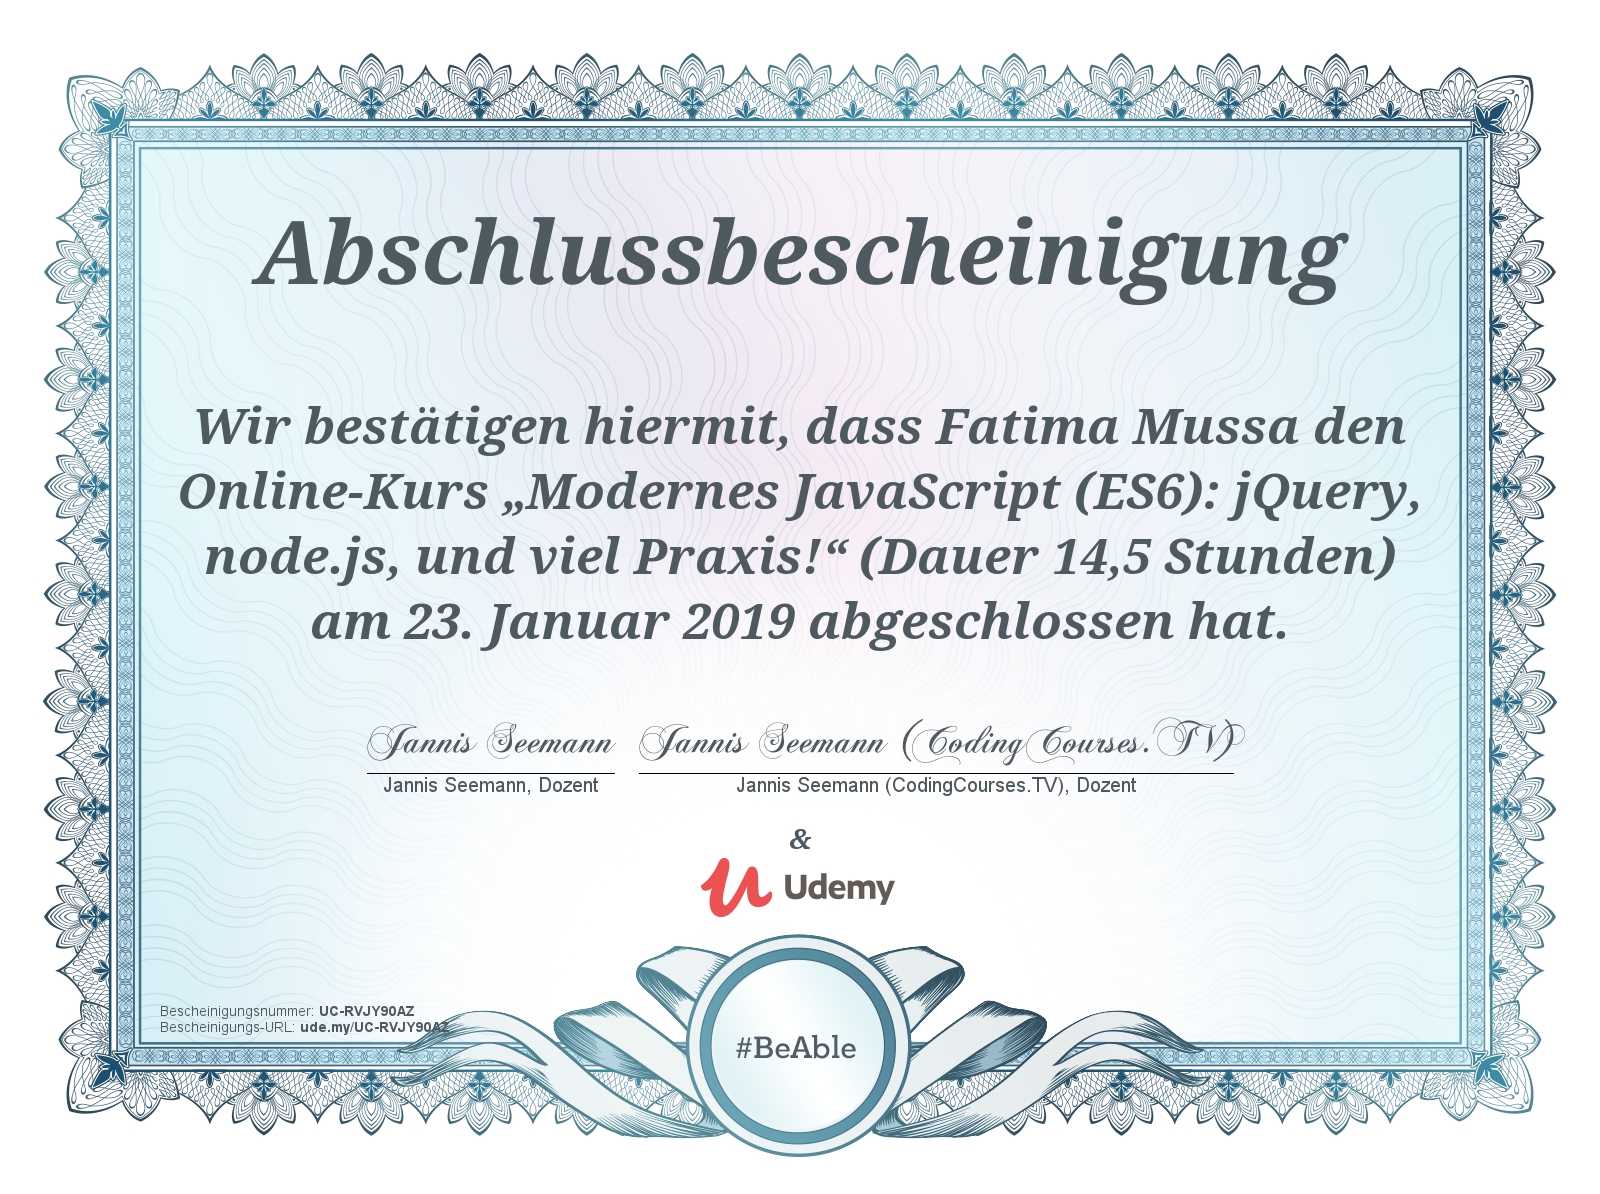 Abschlussbescheinigung
Wir bestätigen hiermit, dass Fatima Mussa den
Online-Kurs „Modernes JavaScript (ES6): jQuery,
node.js, und viel Praxis!“ (Dauer 14,5 Stunden)
am 23. Januar 2019 abgeschlossen hat.
Jannis Seemann Jannis Seemann (CodingCourses.TV)
Jannis Seemann, Dozent Jannis Seemann (CodingCourses.TV), Dozent
&
Udemy
Bescheinigungsnummer: UC-RVJY90AZ
Bescheinigungs-URL: ude.my/UC-RVJY90AZ
#BeAble